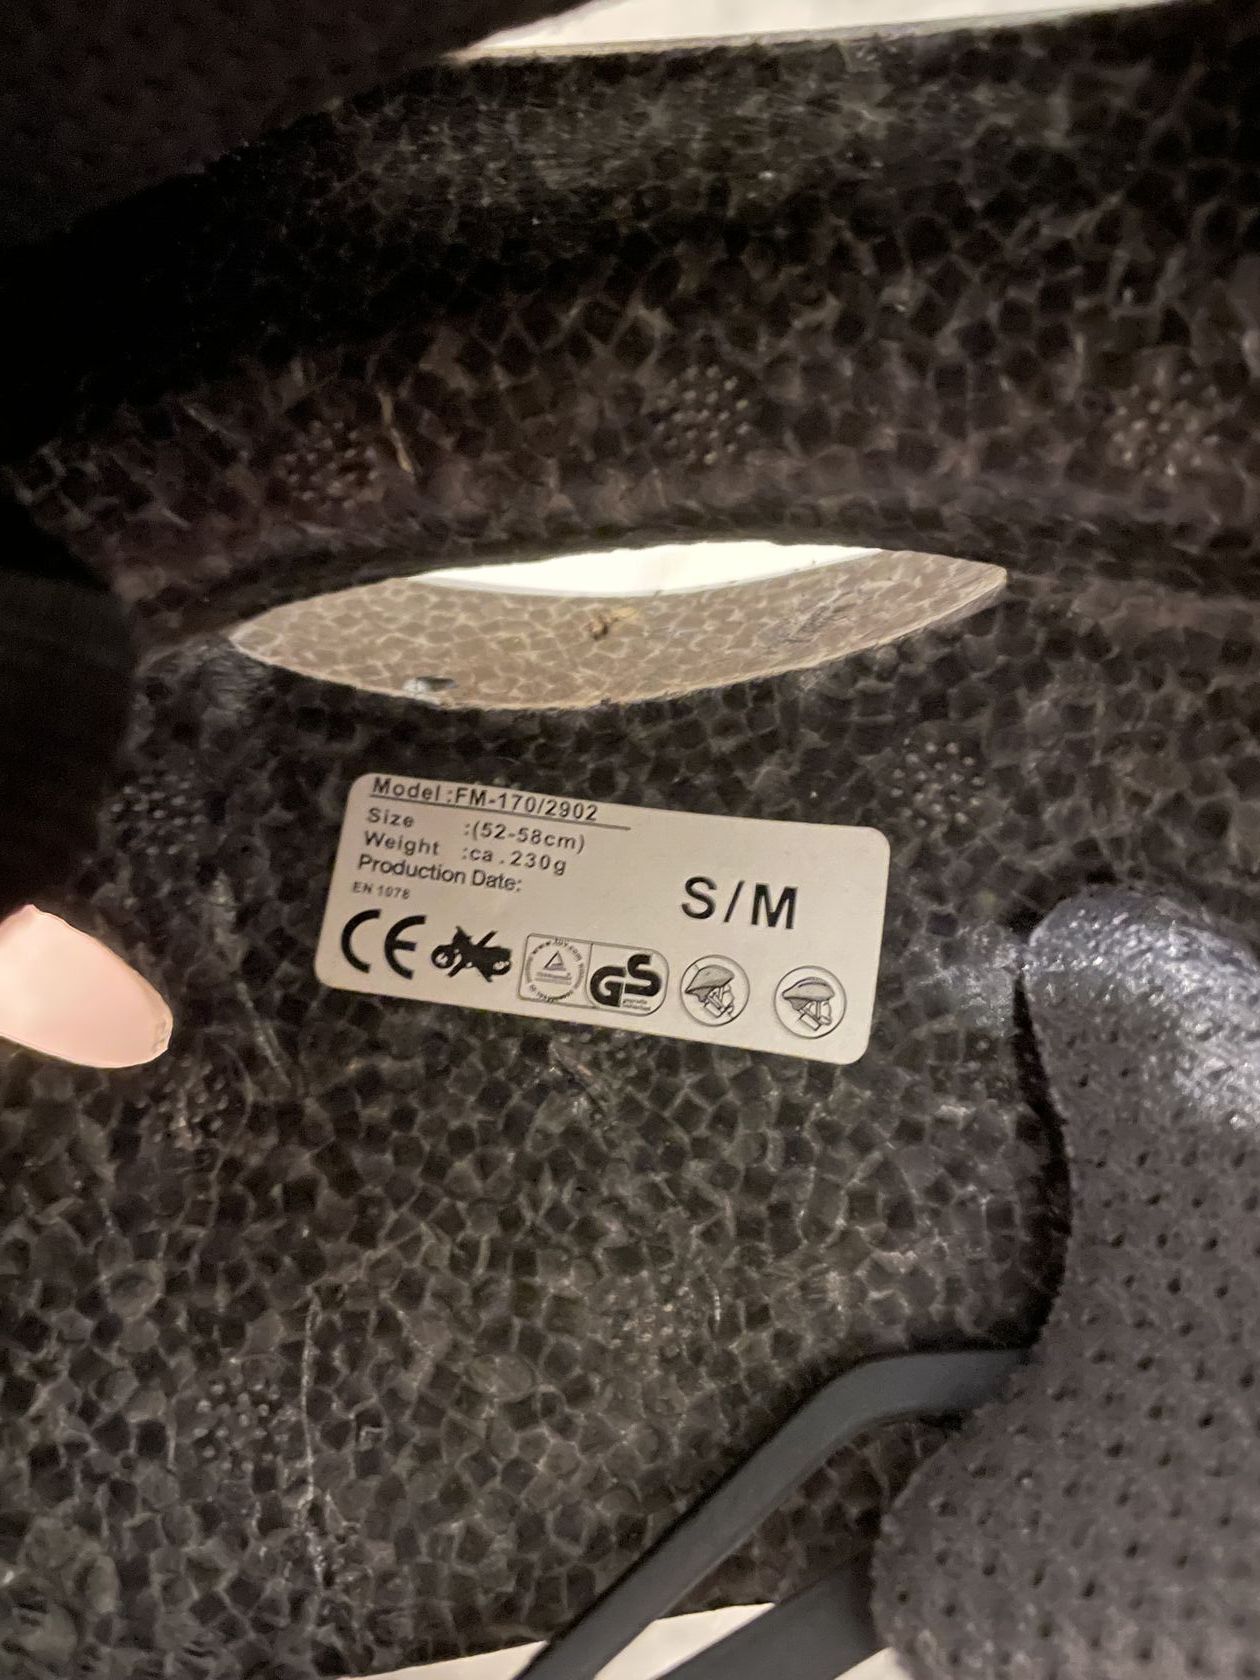 Model :FM-170/2902
Size :(52-58cm)
Weight :ca.230g
Production Date:
EN 1078
S/M
CE
GS